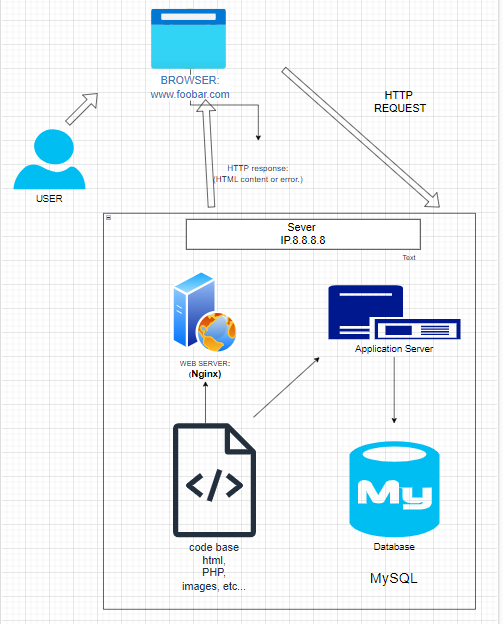 BROWSER:
www.foobar.com
HTTP
REQUEST
HTTP response:
(HTML content or error.)
USER
Sever
IP.8.8.8.8
Text
WEB SERVER:
(Nginx)
Application Server
My
code base
html,
PHP,
images, etc...
Database
MySQL